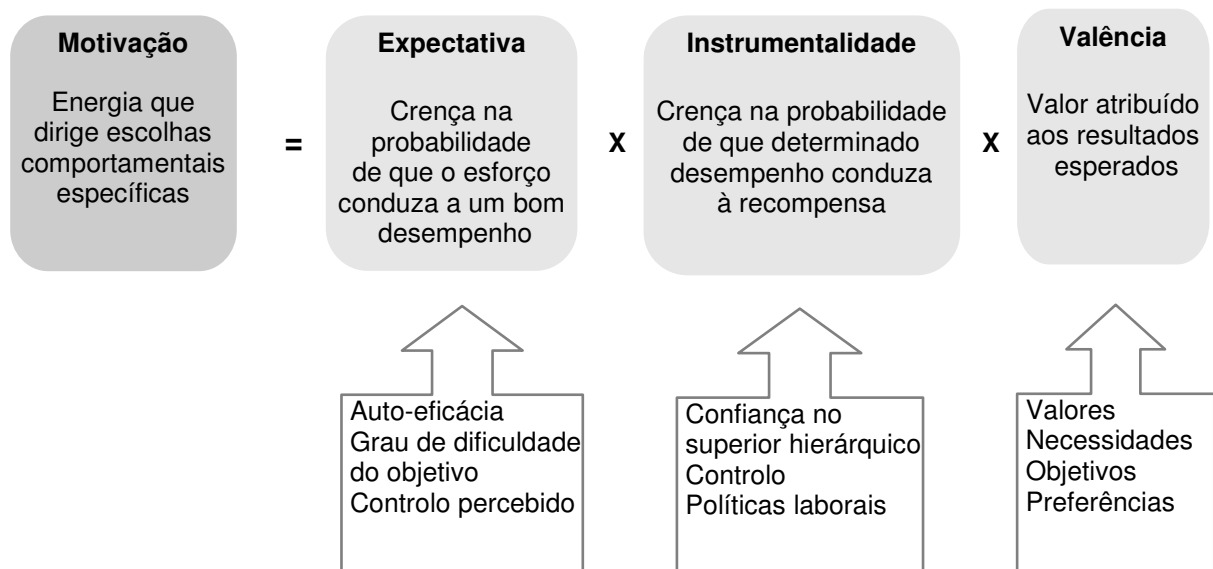 Motivação
Energia que
dirige escolhas
comportamentais
específicas
=
Expectativa
Crença na
probabilidade
de que o esforço
conduza a um bom
desempenho
X
Instrumentalidade
Crença na probabilidade
de que determinado
desempenho conduza
à recompensa
X
Valência
Valor atribuído
aos resultados
esperados
Auto-eficácia
Grau de dificuldade
do objetivo
Controlo percebido
Confiança no
superior hierárquico
Controlo
Políticas laborais
Valores
Necessidades
Objetivos
Preferências